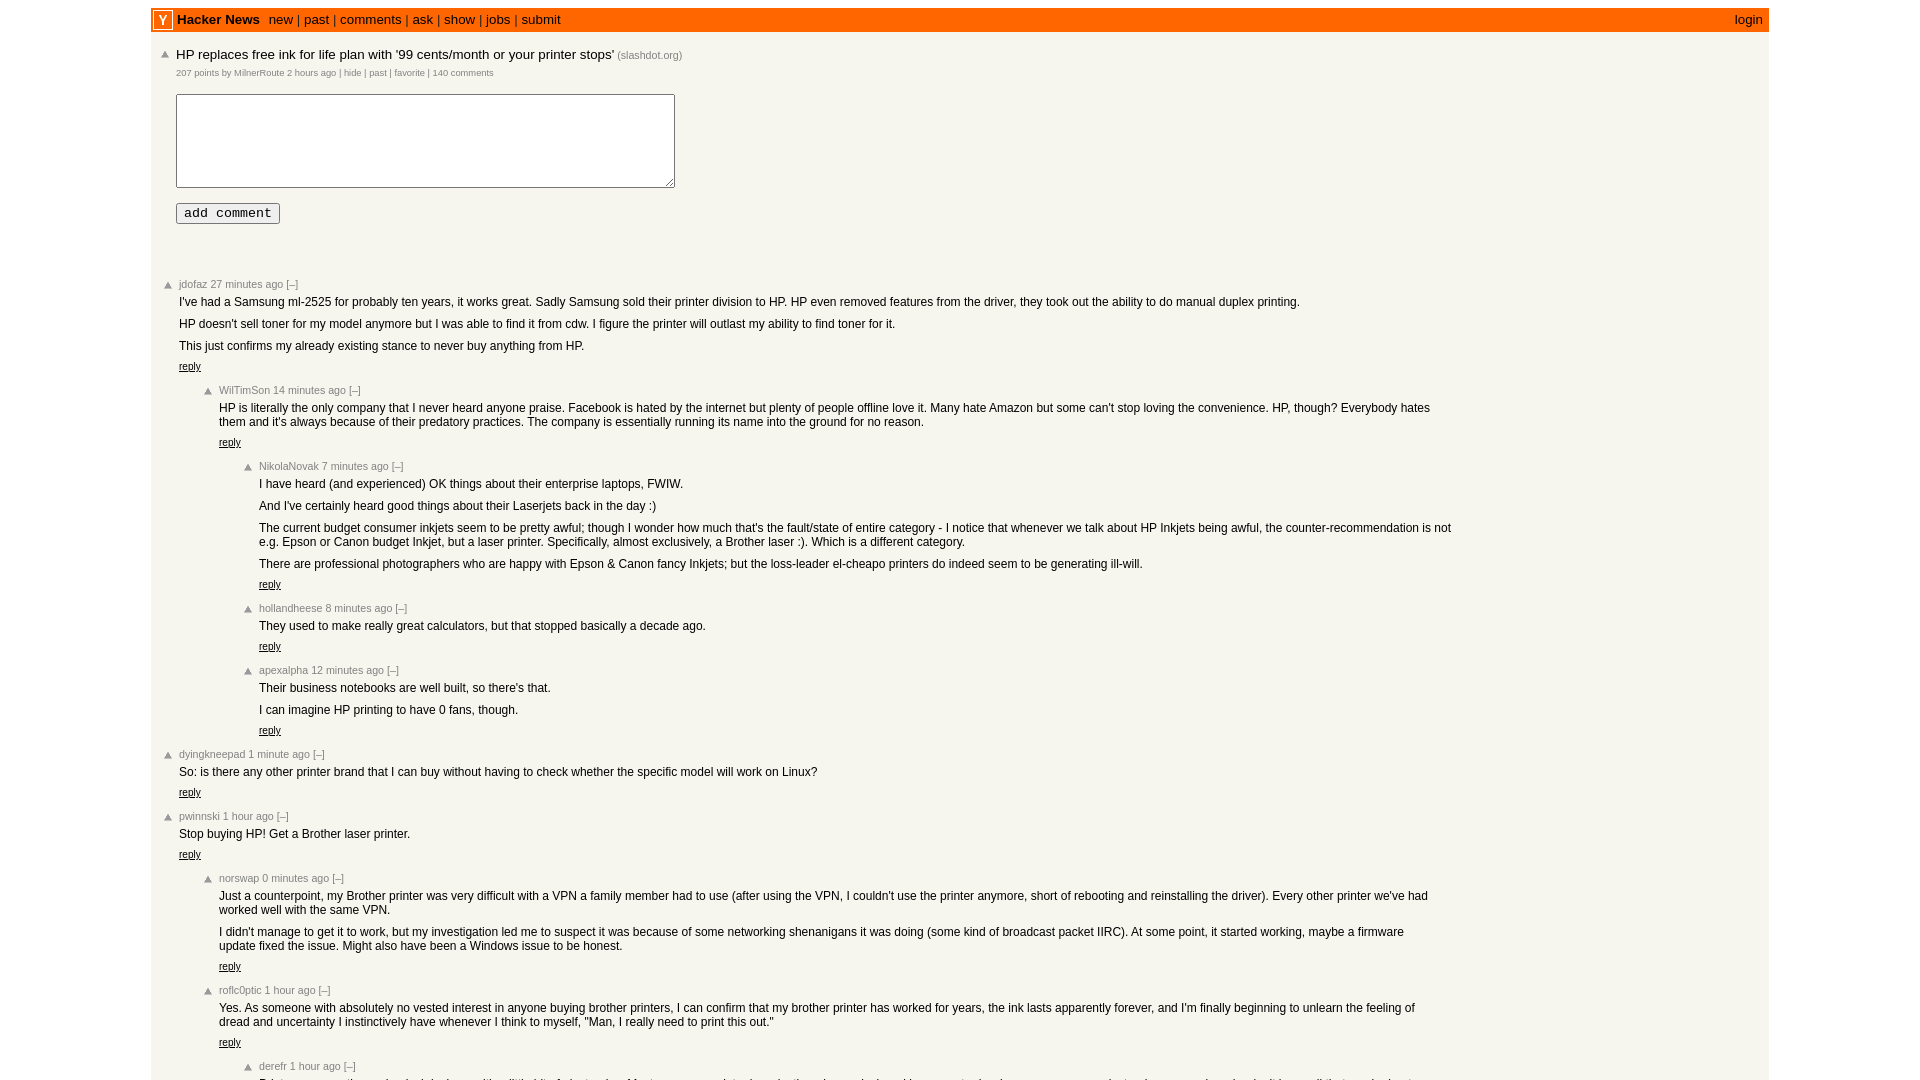 Y Hacker News new | past | comments | ask | show | jobs | submit login
HP replaces free ink for life plan with '99 cents/month or your printer stops' (slashdot.org)
207 points by MilnerRoute 2 hours ago | hide | past | favorite | 140 comments
add comment
jdofaz 27 minutes ago [–]
I've had a Samsung ml-2525 for probably ten years, it works great. Sadly Samsung sold their printer division to HP. HP even removed features from the driver, they took out the ability to do manual duplex printing.
HP doesn't sell toner for my model anymore but I was able to find it from cdw. I figure the printer will outlast my ability to find toner for it.
This just confirms my already existing stance to never buy anything from HP.
reply
WilTimSon 14 minutes ago [–]
HP is literally the only company that I never heard anyone praise. Facebook is hated by the internet but plenty of people offline love it. Many hate Amazon but some can't stop loving the convenience. HP, though? Everybody hates
them and it's always because of their predatory practices. The company is essentially running its name into the ground for no reason.
reply
NikolaNovak 7 minutes ago [–]
I have heard (and experienced) OK things about their enterprise laptops, FWIW.
And I've certainly heard good things about their Laserjets back in the day :)
The current budget consumer inkjets seem to be pretty awful; though I wonder how much that's the fault/state of entire category - I notice that whenever we talk about HP Inkjets being awful, the counter-recommendation is not
e.g. Epson or Canon budget Inkjet, but a laser printer. Specifically, almost exclusively, a Brother laser :). Which is a different category.
There are professional photographers who are happy with Epson & Canon fancy Inkjets; but the loss-leader el-cheapo printers do indeed seem to be generating ill-will.
reply
hollandheese 8 minutes ago [–]
They used to make really great calculators, but that stopped basically a decade ago.
reply
apexalpha 12 minutes ago [–]
Their business notebooks are well built, so there's that.
I can imagine HP printing to have 0 fans, though.
reply
dyingkneepad 1 minute ago [–]
So: is there any other printer brand that I can buy without having to check whether the specific model will work on Linux?
reply
pwinnski 1 hour ago [–]
Stop buying HP! Get a Brother laser printer.
reply
norswap 0 minutes ago [–]
Just a counterpoint, my Brother printer was very difficult with a VPN a family member had to use (after using the VPN, I couldn't use the printer anymore, short of rebooting and reinstalling the driver). Every other printer we've had
worked well with the same VPN.
I didn't manage to get it to work, but my investigation led me to suspect it was because of some networking shenanigans it was doing (some kind of broadcast packet IIRC). At some point, it started working, maybe a firmware
update fixed the issue. Might also have been a Windows issue to be honest.
reply
roflc0ptic 1 hour ago [–]
Yes. As someone with absolutely no vested interest in anyone buying brother printers, I can confirm that my brother printer has worked for years, the ink lasts apparently forever, and I'm finally beginning to unlearn the feeling of
dread and uncertainty I instinctively have whenever I think to myself, "Man, I really need to print this out."
reply
derefr 1 hour ago [–]